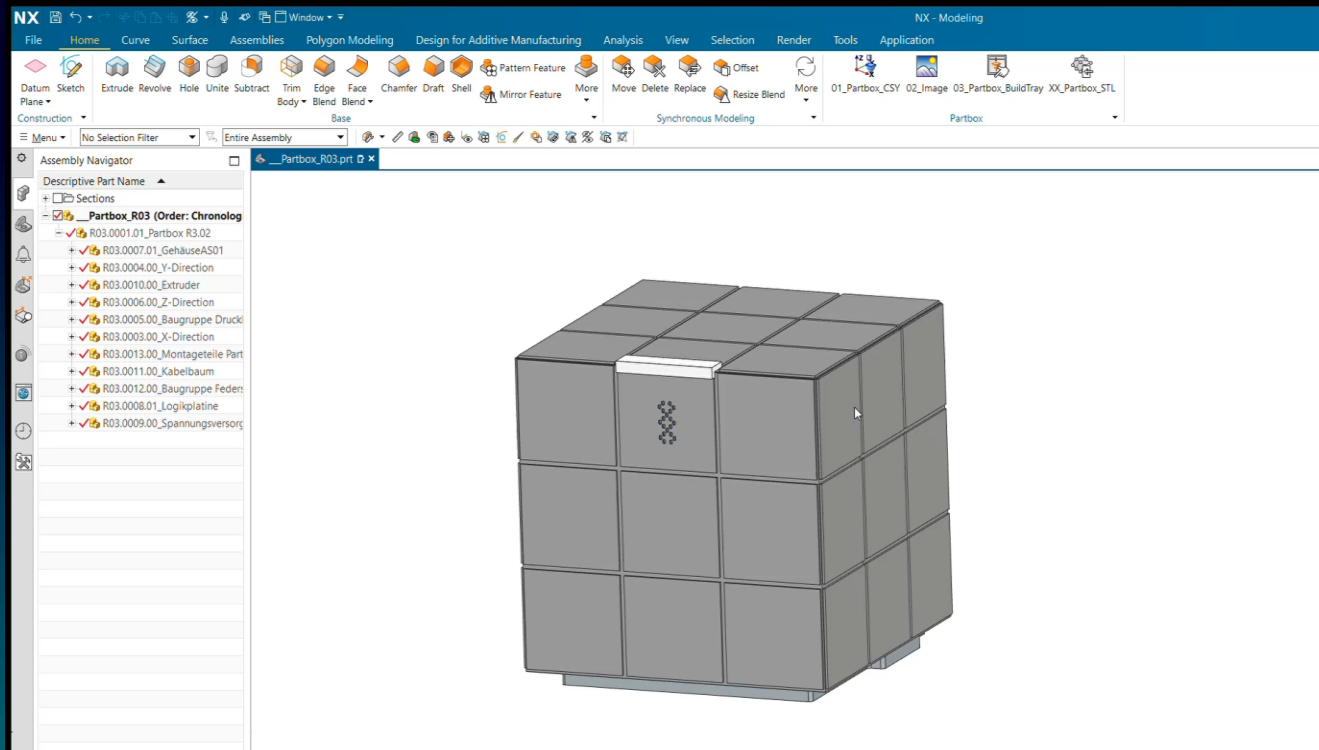 NX Window NX - Modeling
File Home Curve Surface Assemblies Polygon Modeling Design for Additive Manufacturing Analysis View Selection Render Tools Application
Pattern Feature Offset
Mirror Feature Resize Blend
Datum Plane Sketch Extrude Revolve Hole Unite Subtract Trim Body Edge Blend Face Blend Chamfer Draft Shell More Move Delete Replace More 01_Partbox_CSY 02_Image 03_Partbox_BuildTray XX_Partbox_STL
Construction Base Synchronous Modeling Partbox
Menu No Selection Filter Entire Assembly
Assembly Navigator __Partbox_R03.prt
Descriptive Part Name
Sections
__Partbox_R03 (Order: Chronolog
R03.0001.01_Partbox R3.02
R03.0007.01_GehäuseAS01
R03.0004.00_Y-Direction
R03.0010.00_Extruder
R03.0006.00_Z-Direction
R03.0005.00_Baugruppe Druckl
R03.0003.00_X-Direction
R03.0013.00_Montageteile Part
R03.0011.00_Kabelbaum
R03.0012.00_Baugruppe Feders
R03.0008.01_Logikplatine
R03.0009.00_Spannungsversorg